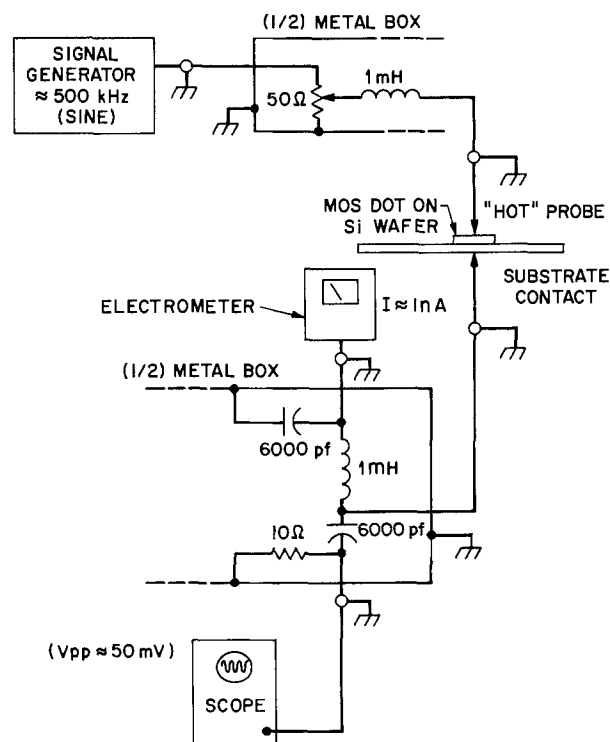 (1/2) METAL BOX
SIGNAL
GENERATOR
≈ 500 kHz
(SINE)
50Ω
1mH
MOS DOT ON
Si WAFER
"HOT" PROBE
SUBSTRATE
CONTACT
ELECTROMETER
I ≈ 1nA
(1/2) METAL BOX
6000 pf
1mH
10Ω
6000 pf
(Vpp ≈ 50 mV)
SCOPE